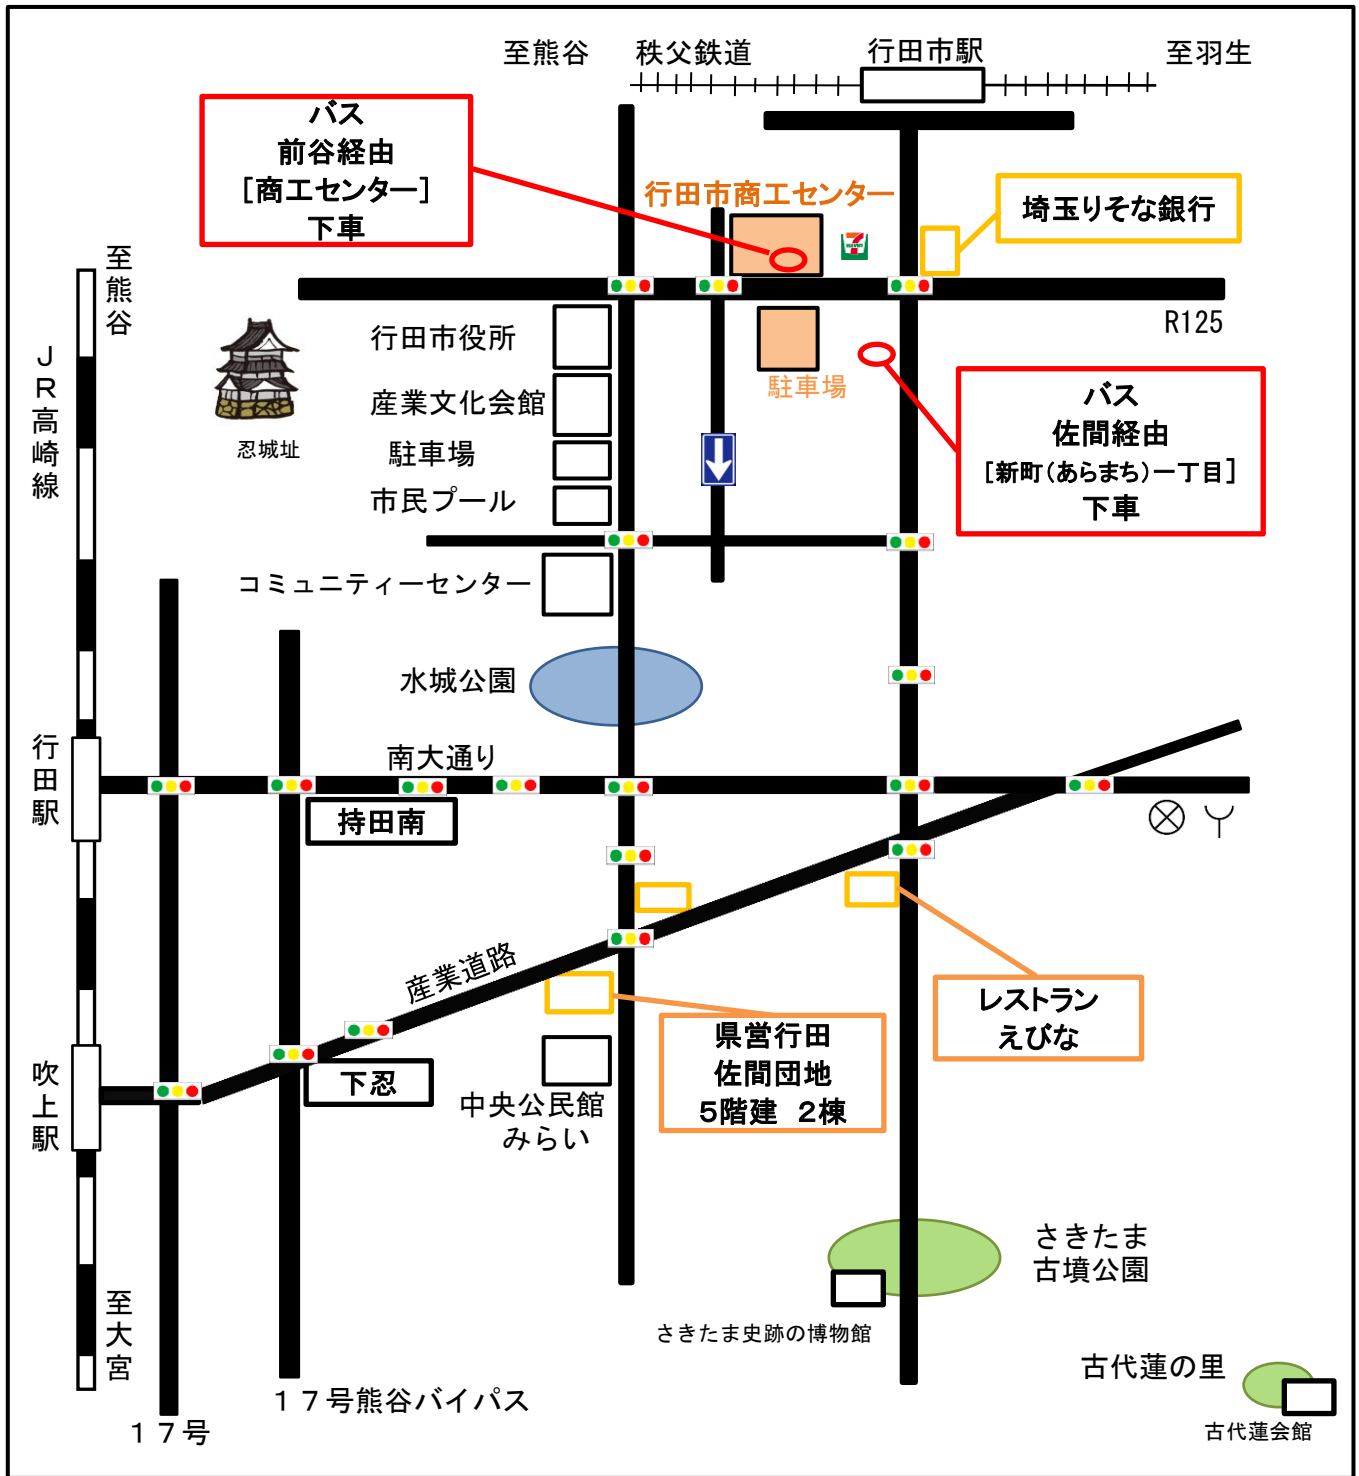 至熊谷 秩父鉄道 行田市駅 至羽生
バス
前谷経由
[商工センター]
下車
行田市商工センター
埼玉りそな銀行
至熊谷
ＪＲ高崎線
R125
行田市役所
駐車場
忍城址
産業文化会館
バス
佐間経由
[新町(あらまち)一丁目]
下車
駐車場
市民プール
コミュニティーセンター
水城公園
行田駅
南大通り
持田南
産業道路
レストラン
えびな
県営行田
佐間団地
５階建　２棟
吹上駅
下忍
中央公民館
みらい
さきたま
古墳公園
さきたま史跡の博物館
至大宮
古代蓮の里
古代蓮会館
１７号熊谷バイパス
１７号